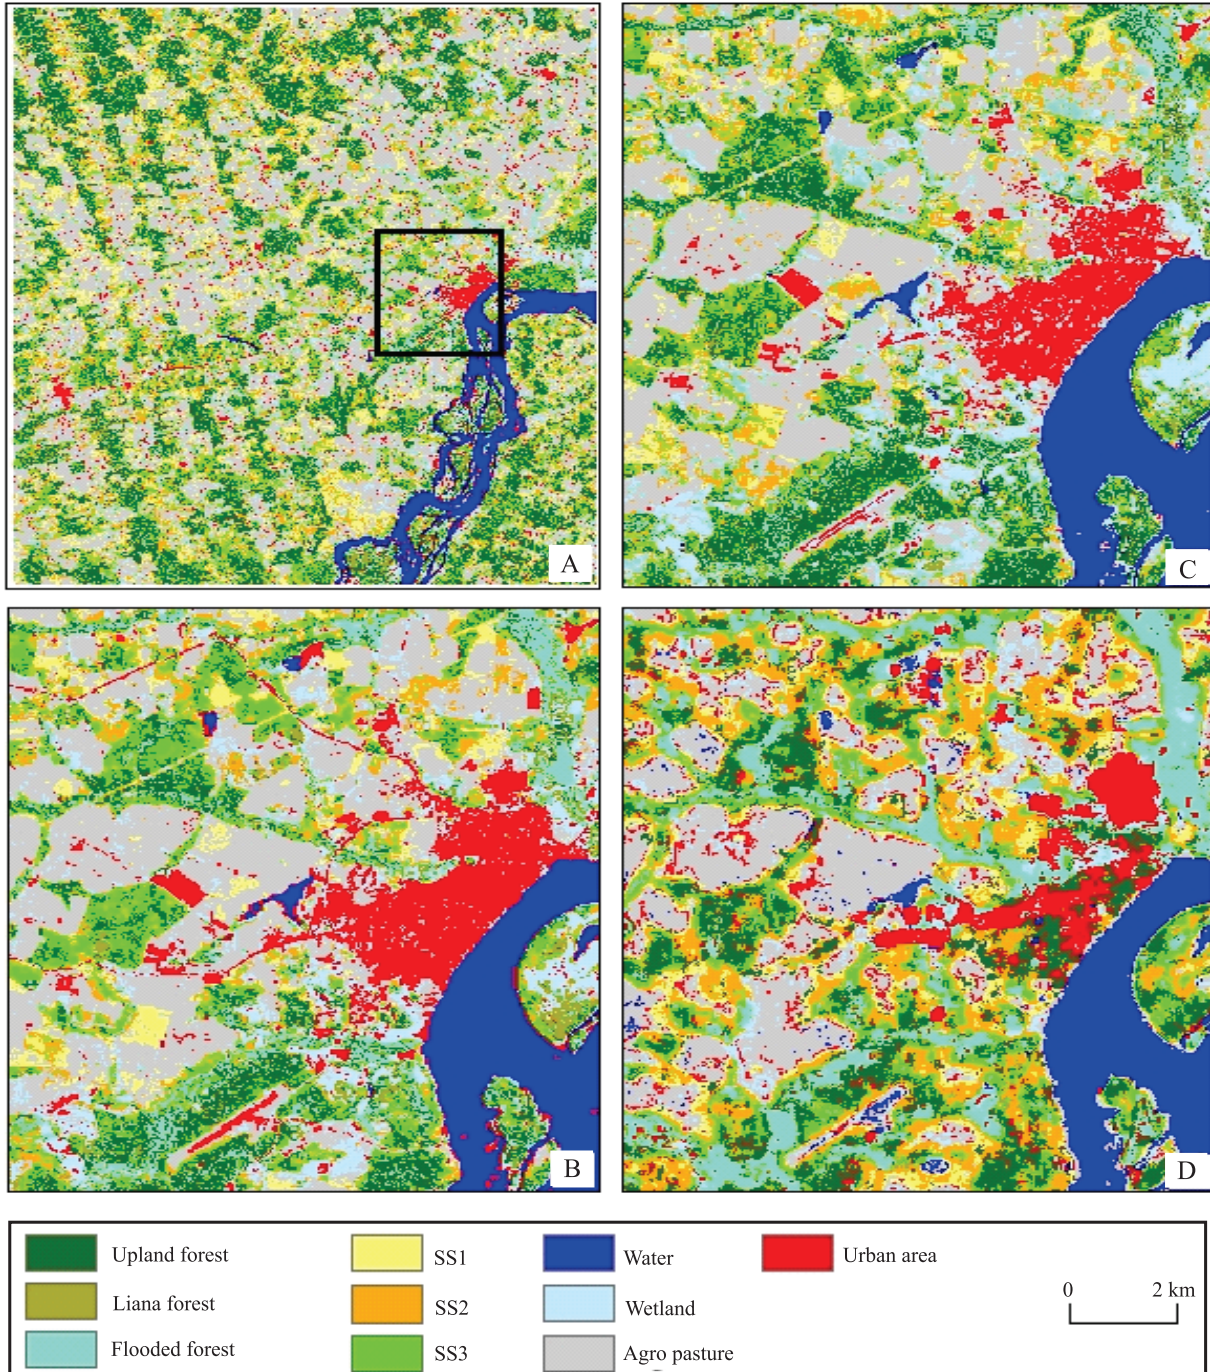 A
C
B
D
Upland forest
SS1
Water
Urban area
Liana forest
SS2
Wetland
0 2 km
Flooded forest
SS3
Agro pasture